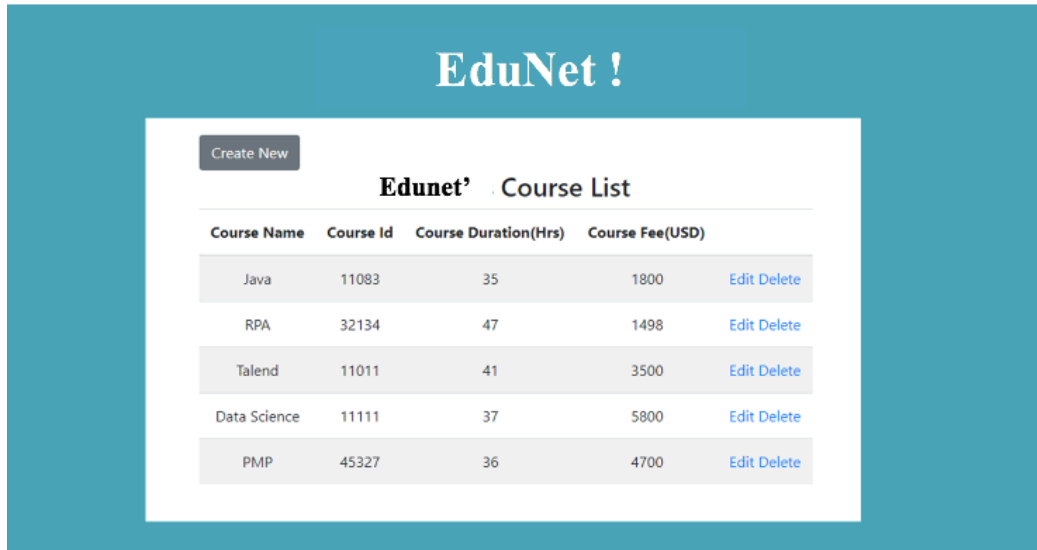 EduNet !
Create New
Edunet’ Course List
Course Name Course Id Course Duration(Hrs) Course Fee(USD)
Java 11083 35 1800 Edit Delete
RPA 32134 47 1498 Edit Delete
Talend 11011 41 3500 Edit Delete
Data Science 11111 37 5800 Edit Delete
PMP 45327 36 4700 Edit Delete